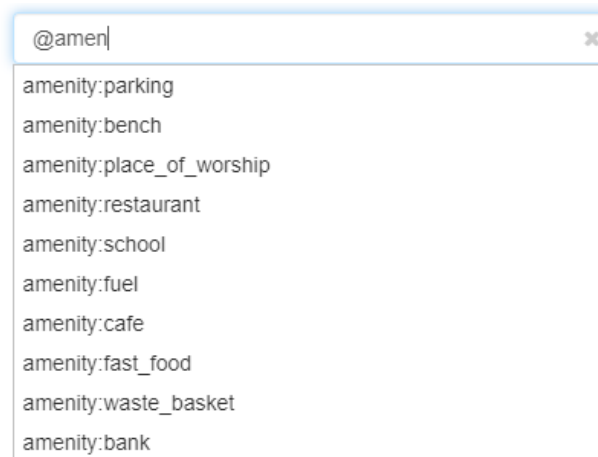 @amen
amenity:parking
amenity:bench
amenity:place_of_worship
amenity:restaurant
amenity:school
amenity:fuel
amenity:cafe
amenity:fast_food
amenity:waste_basket
amenity:bank